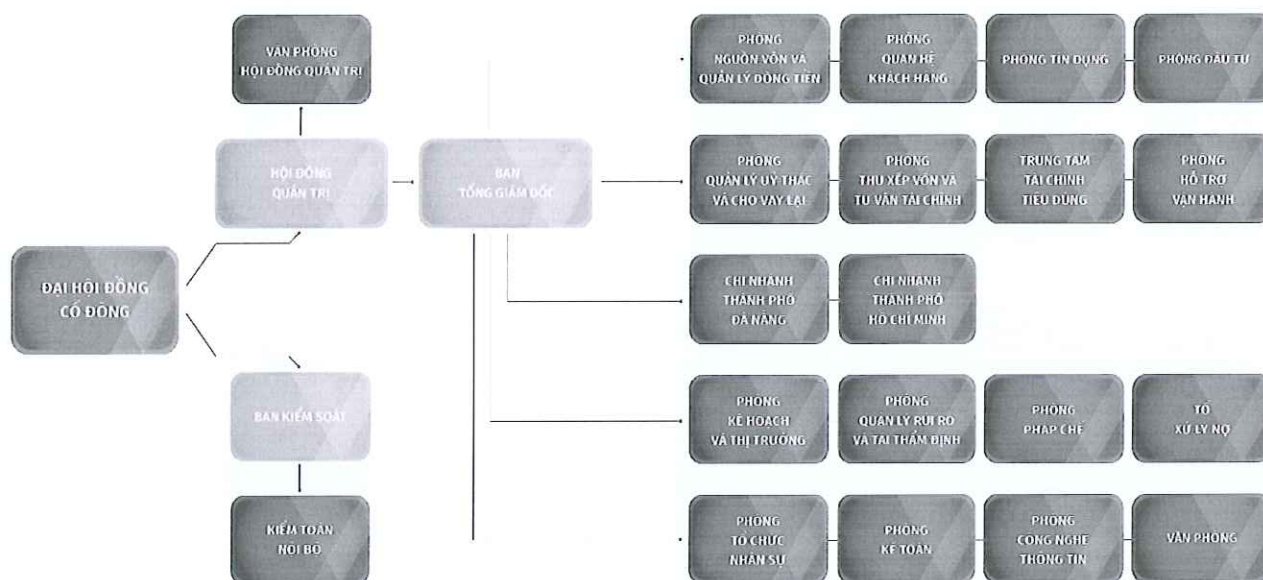 VĂN PHÒNG
HỘI ĐỒNG QUẢN TRỊ
HỘI ĐỒNG
QUẢN TRỊ
BAN
TỔNG GIÁM ĐỐC
ĐẠI HỘI ĐỒNG
CỔ ĐÔNG
BAN KIỂM SOÁT
KIỂM TOÁN
NỘI BỘ
PHÒNG
NGUỒN VỐN VÀ
QUẢN LÝ DÒNG TIỀN
PHÒNG
QUAN HỆ
KHÁCH HÀNG
PHÒNG TÍN DỤNG
PHÒNG ĐẦU TƯ
PHÒNG
QUẢN LÝ UỶ THÁC
VÀ CHO VAY LẠI
PHÒNG
THU XẾP VỐN VÀ
TƯ VẤN TÀI CHÍNH
TRUNG TÂM
TÀI CHÍNH
TIÊU DÙNG
PHÒNG
HỖ TRỢ
VẬN HÀNH
CHI NHÁNH
THÀNH PHỐ
ĐÀ NẴNG
CHI NHÁNH
THÀNH PHỐ
HỒ CHÍ MINH
PHÒNG
KẾ HOẠCH
VÀ THỊ TRƯỜNG
PHÒNG
QUẢN LÝ RỦI RO
VÀ TÁI THẨM ĐỊNH
PHÒNG
PHÁP CHẾ
TỔ
XỬ LÝ NỢ
PHÒNG
TỔ CHỨC
NHÂN SỰ
PHÒNG
KẾ TOÁN
PHÒNG
CÔNG NGHỆ
THÔNG TIN
VĂN PHÒNG